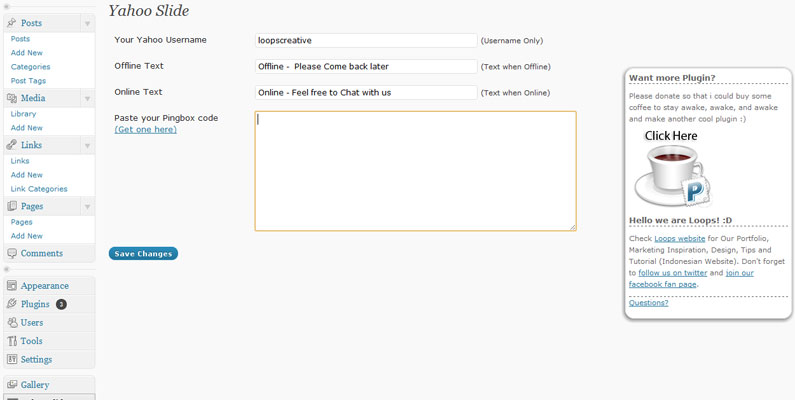 Yahoo Slide
Posts
Posts
Add New
Categories
Post Tags
Media
Library
Add New
Links
Links
Add New
Link Categories
Pages
Pages
Add New
Comments
Appearance
Plugins 3
Users
Tools
Settings
Gallery
Your Yahoo Username
loopscreative
(Username Only)
Offline Text
Offline - Please Come back later
(Text when Offline)
Online Text
Online - Feel free to Chat with us
(Text when Online)
Paste your Pingbox code
(Get one here)
Save Changes
Want more Plugin?
Please donate so that i could buy some
coffee to stay awake, awake, and awake
and make another cool plugin :)
Click Here
P
Hello we are Loops! :D
Check Loops website for Our Portfolio,
Marketing Inspiration, Design, Tips and
Tutorial (Indonesian Website). Don't forget
to follow us on twitter and join our
facebook fan page.
Questions?